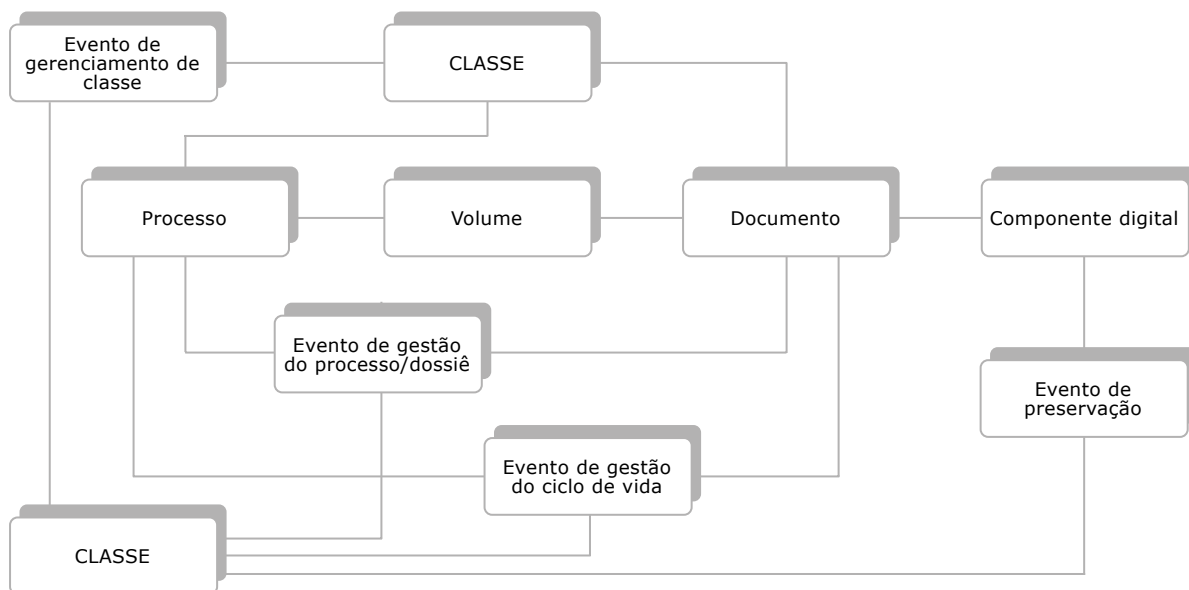 Evento de
gerenciamento de
classe
CLASSE
Processo
Volume
Documento
Componente digital
Evento de gestão
do processo/dossiê
Evento de
preservação
Evento de gestão
do ciclo de vida
CLASSE